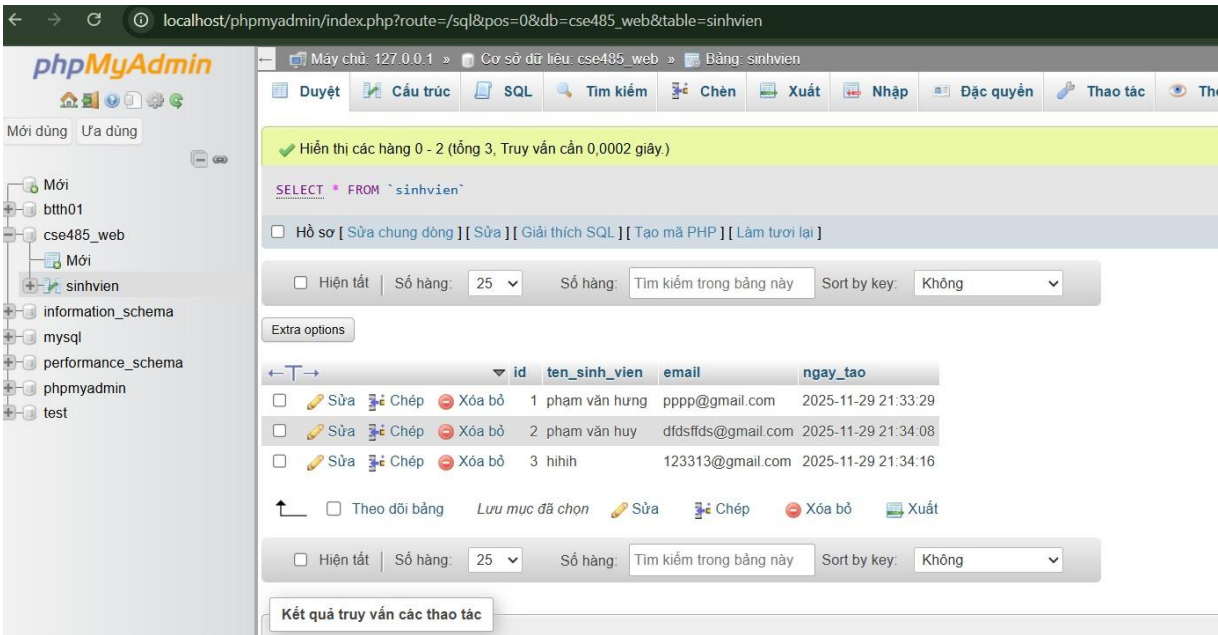 localhost/phpmyadmin/index.php?route=/sql&pos=0&db=cse485_web&table=sinhvien
phpMyAdmin
Mới dùng Ưa dùng
Mới
btth01
cse485_web
Mới
sinhvien
information_schema
mysql
performance_schema
phpmyadmin
test
Máy chủ: 127.0.0.1 » Cơ sở dữ liệu: cse485_web » Bảng: sinhvien
Duyệt Cấu trúc SQL Tìm kiếm Chèn Xuất Nhập Đặc quyền Thao tác
Hiển thị các hàng 0 - 2 (tổng 3, Truy vấn cần 0,0002 giây.)
SELECT * FROM `sinhvien`
Hồ sơ [ Sửa chung dòng ] [ Sửa ] [ Giải thích SQL ] [ Tạo mã PHP ] [ Làm tươi lại ]
Hiện tất Số hàng: 25 Số hàng: Tìm kiếm trong bảng này Sort by key: Không
Extra options
id ten_sinh_vien email ngay_tao
Sửa Chép Xóa bỏ 1 phạm văn hưng pppp@gmail.com 2025-11-29 21:33:29
Sửa Chép Xóa bỏ 2 phạm văn huy dfdsffds@gmail.com 2025-11-29 21:34:08
Sửa Chép Xóa bỏ 3 hihih 123313@gmail.com 2025-11-29 21:34:16
Theo dõi bảng Lưu mục đã chọn Sửa Chép Xóa bỏ Xuất
Hiện tất Số hàng: 25 Số hàng: Tìm kiếm trong bảng này Sort by key: Không
Kết quả truy vấn các thao tác